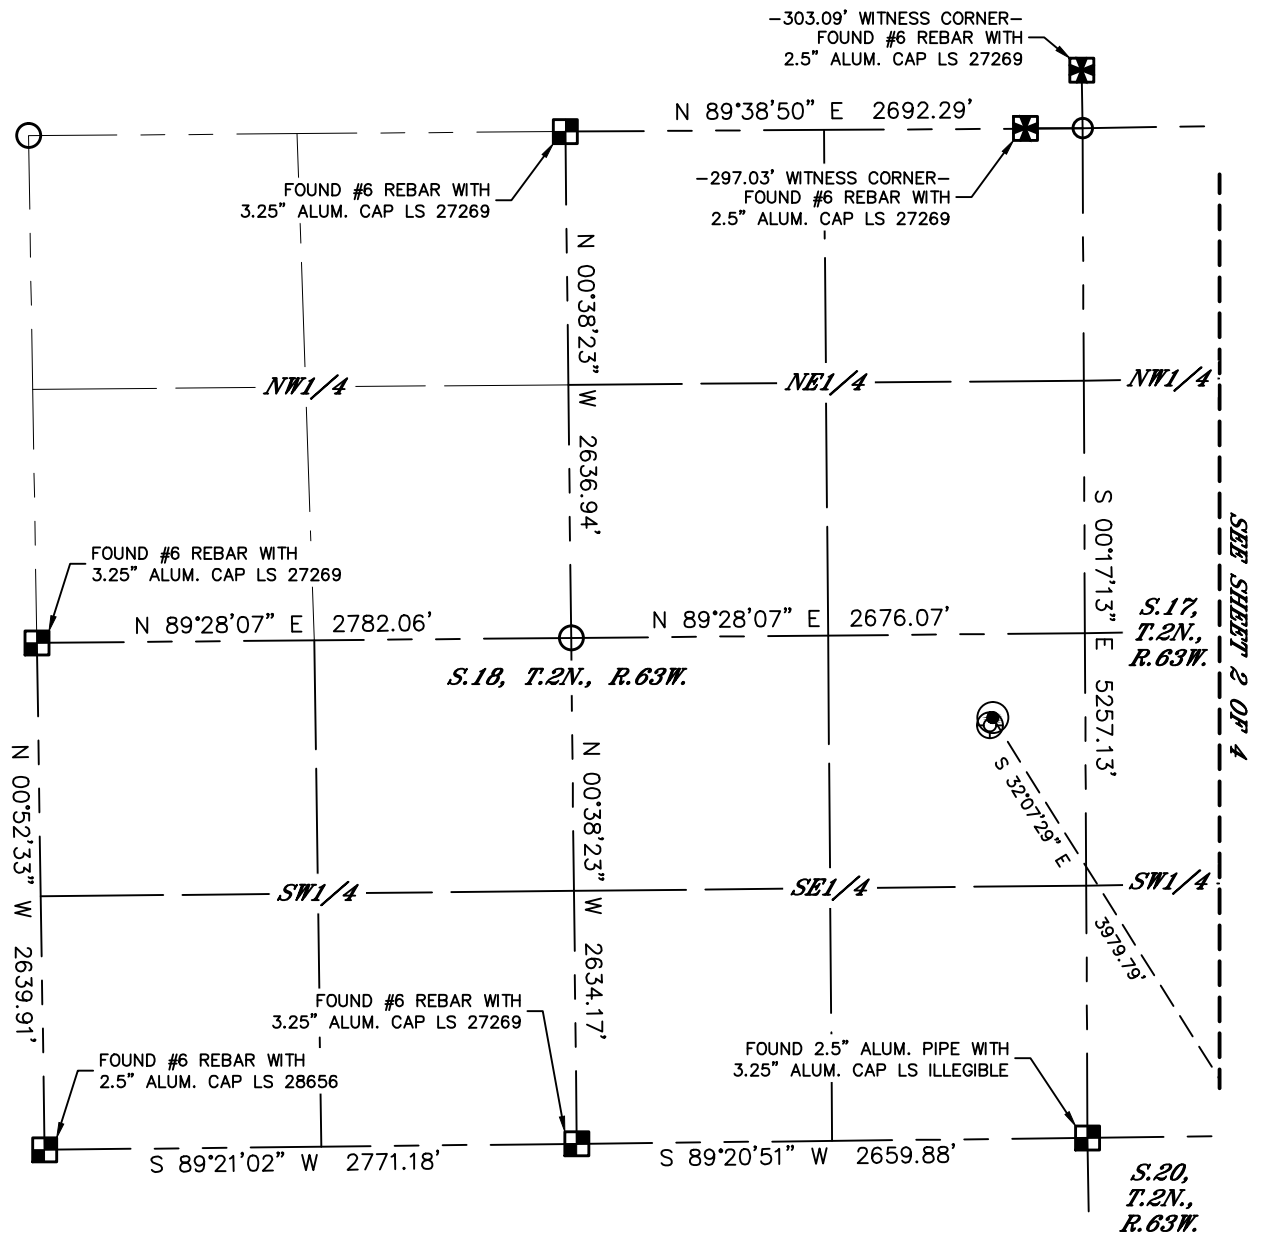 -303.09' WITNESS CORNER-
FOUND #6 REBAR WITH
2.5" ALUM. CAP LS 27269
N 89°38'50" E 2692.29'
FOUND #6 REBAR WITH
3.25" ALUM. CAP LS 27269
-297.03' WITNESS CORNER-
FOUND #6 REBAR WITH
2.5" ALUM. CAP LS 27269
N 00°38'23" W 2636.94'
NW1/4
NE1/4
NW1/4
S 00°17'13" E 5257.13'
SEE SHEET 2 OF 4
FOUND #6 REBAR WITH
3.25" ALUM. CAP LS 27269
N 89°28'07" E 2782.06'
N 89°28'07" E 2676.07'
S.17,
T.2N.,
R.63W.
S.18, T.2N., R.63W.
N 00°52'33" W 2639.91'
N 00°38'23" W 2634.17'
S 32°07'29" E 3979.79'
SW1/4
SE1/4
SW1/4
FOUND #6 REBAR WITH
3.25" ALUM. CAP LS 27269
FOUND #6 REBAR WITH
2.5" ALUM. CAP LS 28656
FOUND 2.5" ALUM. PIPE WITH
3.25" ALUM. CAP LS ILLEGIBLE
S 89°21'02" W 2771.18'
S 89°20'51" W 2659.88'
S.20,
T.2N.,
R.63W.